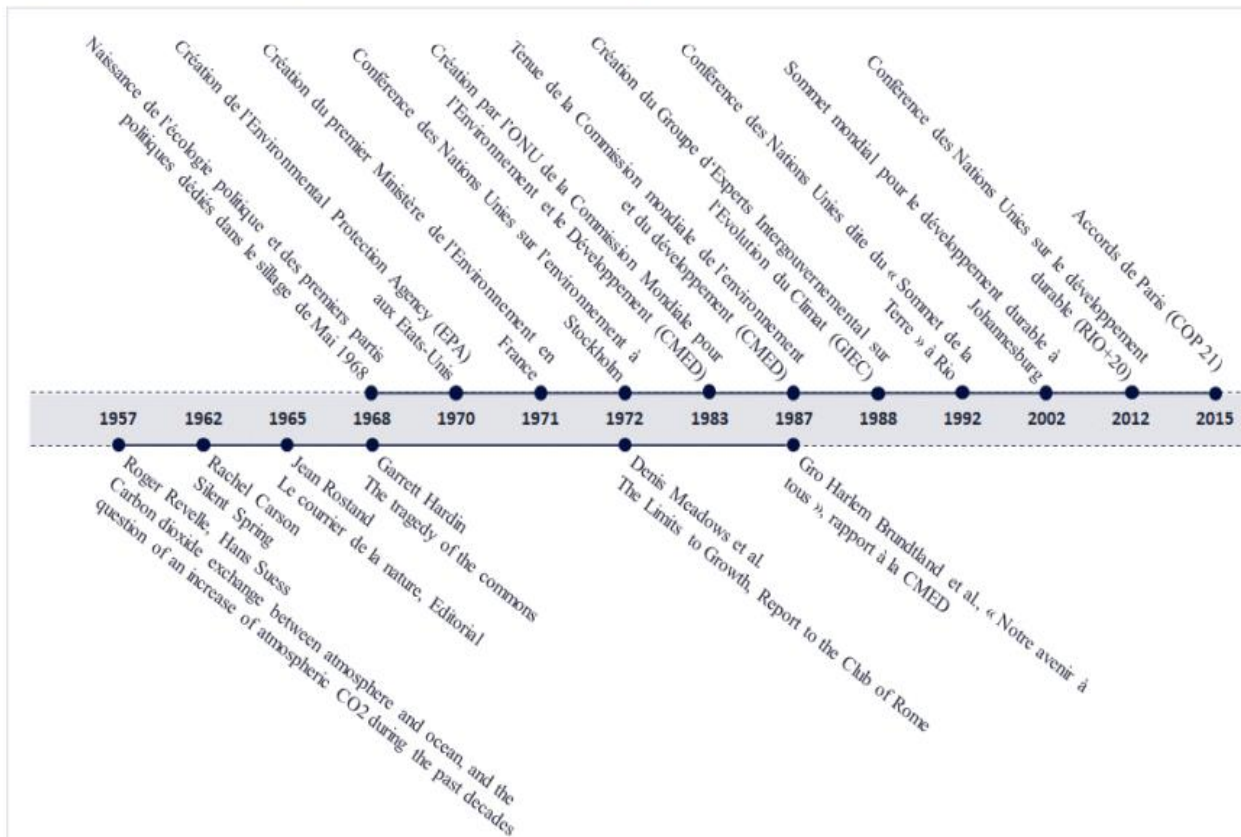 Naissance de l'écologie politique et des premiers partis
politiques dédiés dans le sillage de Mai 1968
Création de l'Environmental Protection Agency (EPA)
aux Etats-Unis
Création du premier Ministère de l'Environment en
France
Conférence des Nations Unies sur l'environnement à
Stockholm
Création par l'ONU de la Commission Mondiale pour
l'Environnement et le Développement (CMED)
Tenue de la Commission mondiale de l'environnement
et du développement (CMED)
Création du Groupe d'Experts Intergouvernemental sur
l'Evolution du Climat (GIEC)
Conférence des Nations Unies dite du « Sommet de la
Terre » à Rio
Sommet mondial pour le développement durable à
Johannesburg
Conférence des Nations Unies sur le développement
durable (RIO+20)
Accords de Paris (COP 21)
1957 1962 1965 1968 1970 1971 1972 1983 1987 1988 1992 2002 2012 2015
Roger Revelle, Hans Suess
Carbon dioxide exchange between atmosphere and ocean, and the
question of an increase of atmospheric CO2 during the past decades
Rachel Carson
Silent Spring
Jean Rostand
Le courrier de la nature, Editorial
Garrett Hardin
The tragedy of the commons
Denis Meadows et al.
The Limits to Growth, Report to the Club of Rome
Gro Harlem Brundtland et al., « Notre avenir à
tous », rapport à la CMED